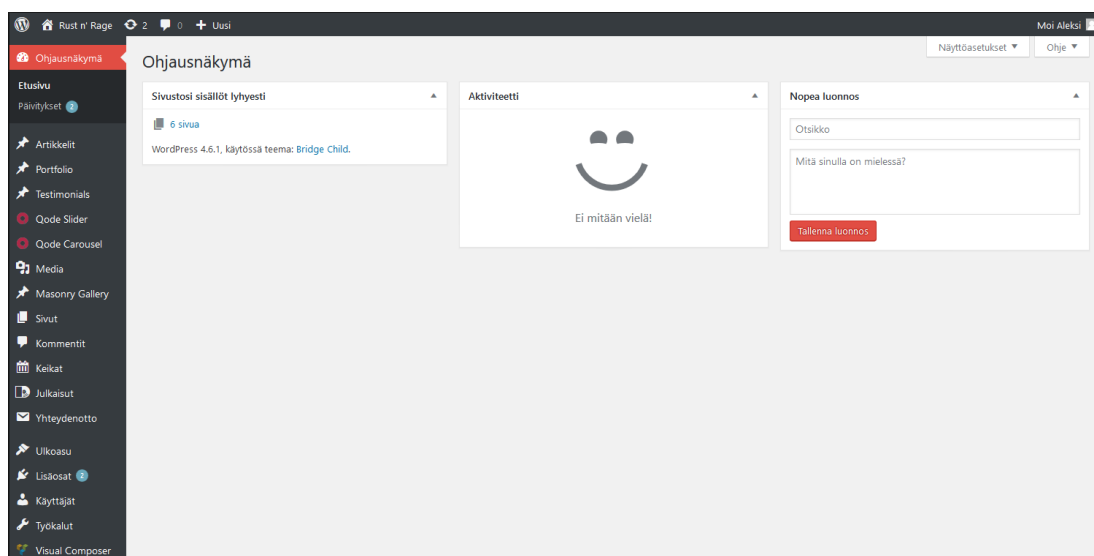 Rust n' Rage 2 0 Uusi Moi Aleksi
Näyttöasetukset Ohje
Ohjausnäkymä
Etusivu
Päivitykset 2
Artikkelit
Portfolio
Testimonials
Qode Slider
Qode Carousel
Media
Masonry Gallery
Sivut
Kommentit
Keikat
Julkaisut
Yhteydenotto
Ulkoasu
Lisäosat 2
Käyttäjät
Työkalut
Visual Composer
Ohjausnäkymä
Sivustosi sisällöt lyhyesti
6 sivua
WordPress 4.6.1, käytössä teema: Bridge Child.
Aktiviteetti
Ei mitään vielä!
Nopea luonnos
Otsikko
Mitä sinulla on mielessä?
Tallenna luonnos